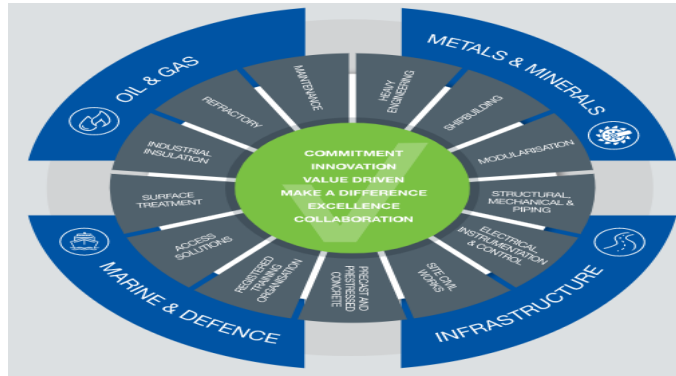 OIL & GAS
METALS & MINERALS
MARINE & DEFENCE
INFRASTRUCTURE
MAINTENANCE
HEAVY
ENGINEERING
SHIPBUILDING
MODULARISATION
STRUCTURAL,
MECHANICAL &
PIPING
ELECTRICAL,
INSTRUMENTATION
& CONTROL
SITE CIVIL
WORKS
PRECAST AND
PRESTRESSED
CONCRETE
REGISTERED
TRAINING
ORGANISATION
ACCESS
SOLUTIONS
SURFACE
TREATMENT
INDUSTRIAL
INSULATION
REFRACTORY
COMMITMENT
INNOVATION
VALUE DRIVEN
MAKE A DIFFERENCE
EXCELLENCE
COLLABORATION